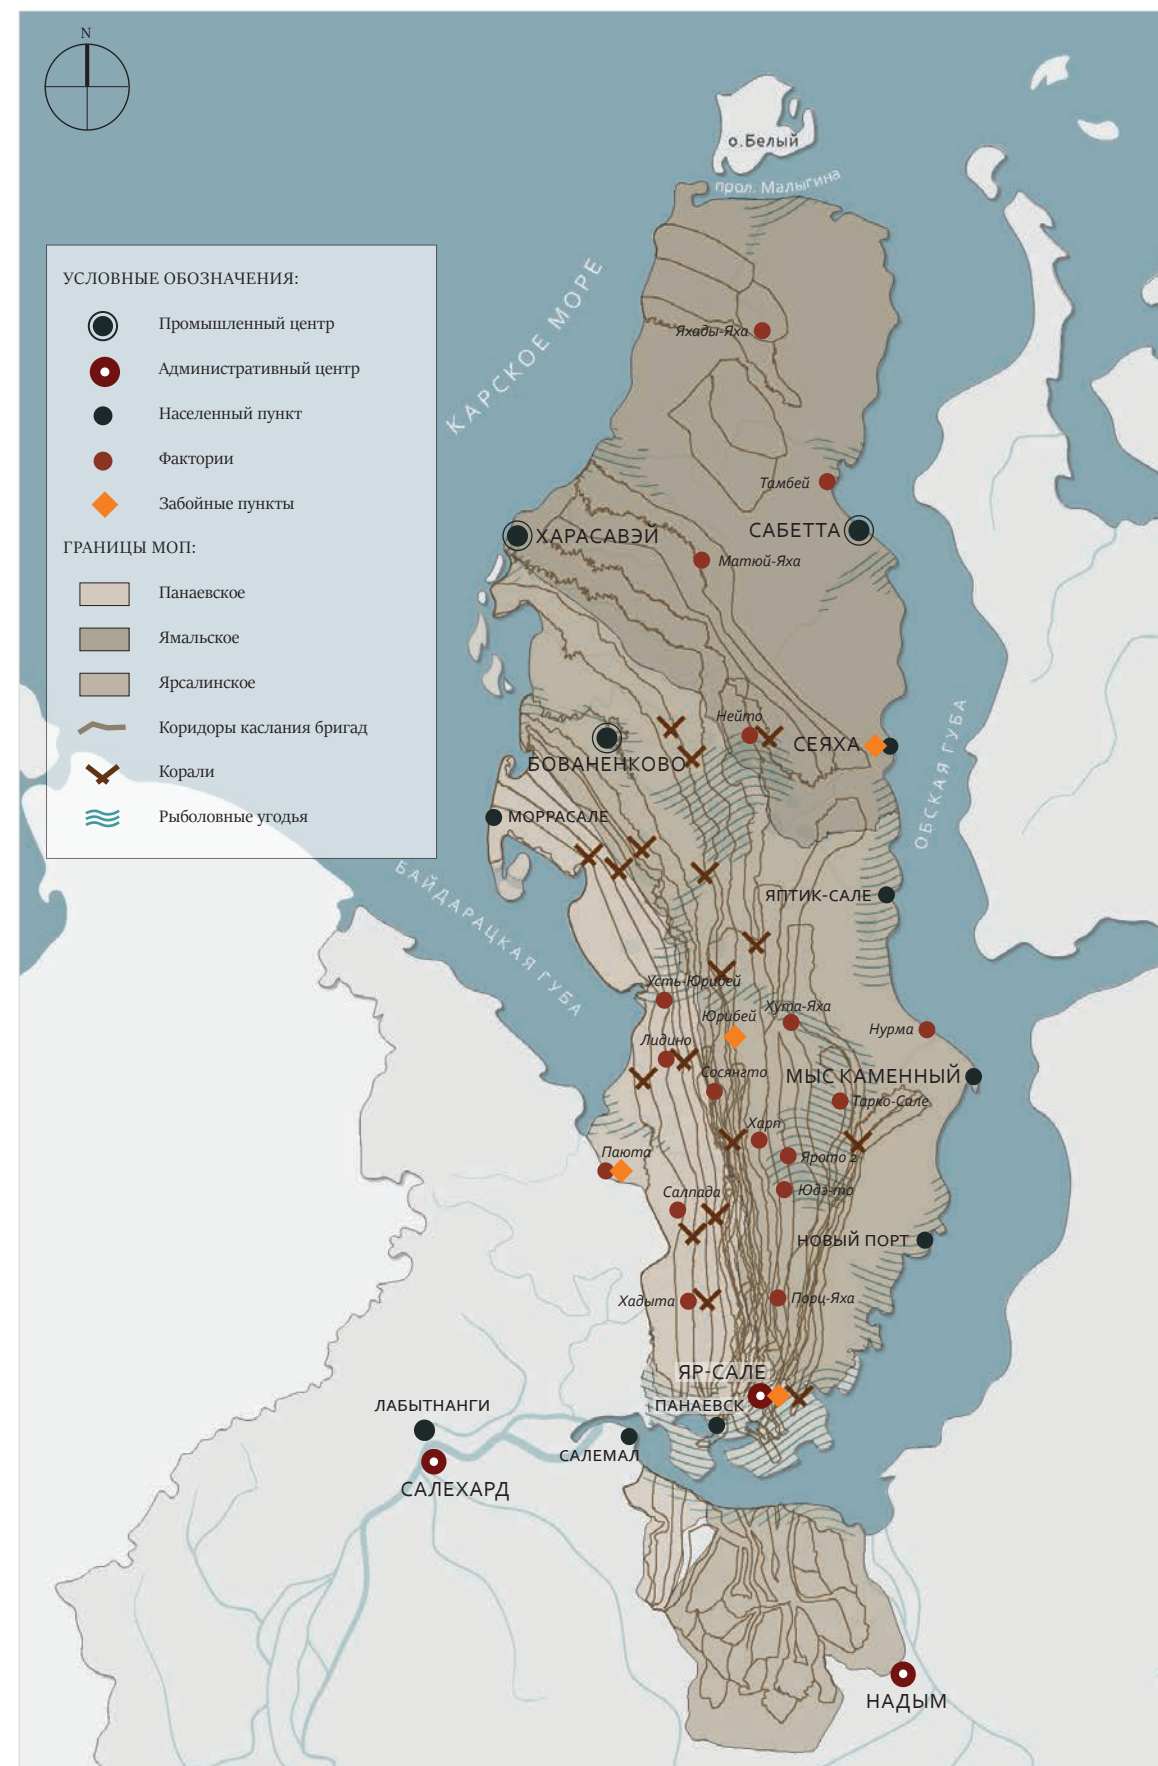 N
о.Белый
прол. Малыгина
КАРСКОЕ МОРЕ
УСЛОВНЫЕ ОБОЗНАЧЕНИЯ:
Промышленный центр
Административный центр
Населенный пункт
Фактории
Забойные пункты
ГРАНИЦЫ МОП:
Панаевское
Ямальское
Ярсалинское
Коридоры каслания бригад
Корали
Рыболовные угодья
Яхады-Яха
Тамбей
ХАРАСАВЭЙ
САБЕТТА
Матюй-Яха
Нейто
СЕЯХА
БОВАНЕНКОВО
ОБСКАЯ ГУБА
МОРРАСАЛЕ
БАЙДАРАЦКАЯ ГУБА
ЯПТИК-САЛЕ
Усть-Юрибей
Юрибей
Хута-Яха
Нурма
Лидино
Сосянгто
МЫС КАМЕННЫЙ
Тарко-Сале
Харп
Паюта
Ярото 2
Салпада
Юдэ-то
НОВЫЙ ПОРТ
Хадыта
Порц-Яха
ЯР-САЛЕ
ЛАБЫТНАНГИ
ПАНАЕВСК
САЛЕМАЛ
САЛЕХАРД
НАДЫМ